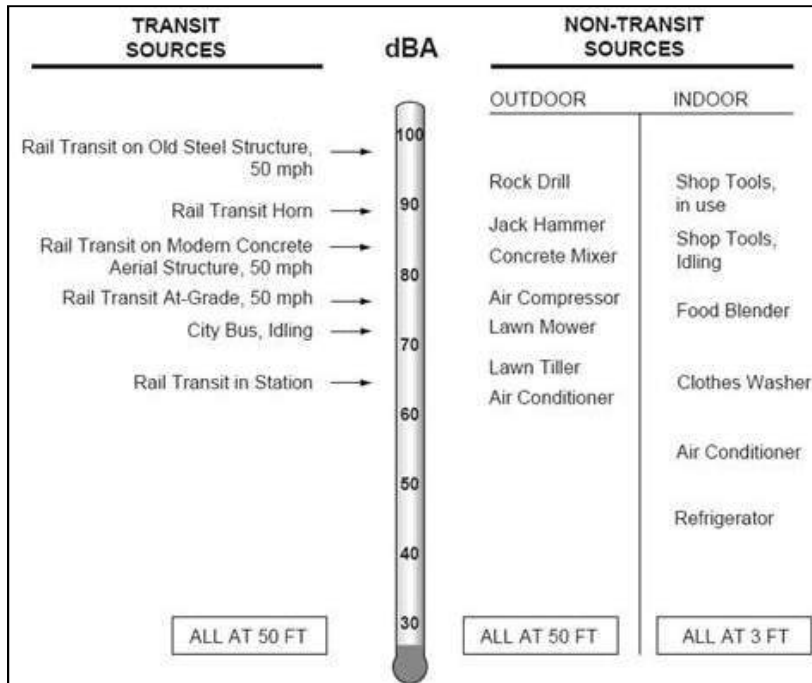 TRANSIT
SOURCES
dBA
NON-TRANSIT
SOURCES
OUTDOOR
INDOOR
Rail Transit on Old Steel Structure,
50 mph
Rail Transit Horn
Rail Transit on Modern Concrete
Aerial Structure, 50 mph
Rail Transit At-Grade, 50 mph
City Bus, Idling
Rail Transit in Station
100
90
80
70
60
50
40
30
Rock Drill
Jack Hammer
Concrete Mixer
Air Compressor
Lawn Mower
Lawn Tiller
Air Conditioner
Shop Tools,
in use
Shop Tools,
Idling
Food Blender
Clothes Washer
Air Conditioner
Refrigerator
ALL AT 50 FT
ALL AT 50 FT
ALL AT 3 FT